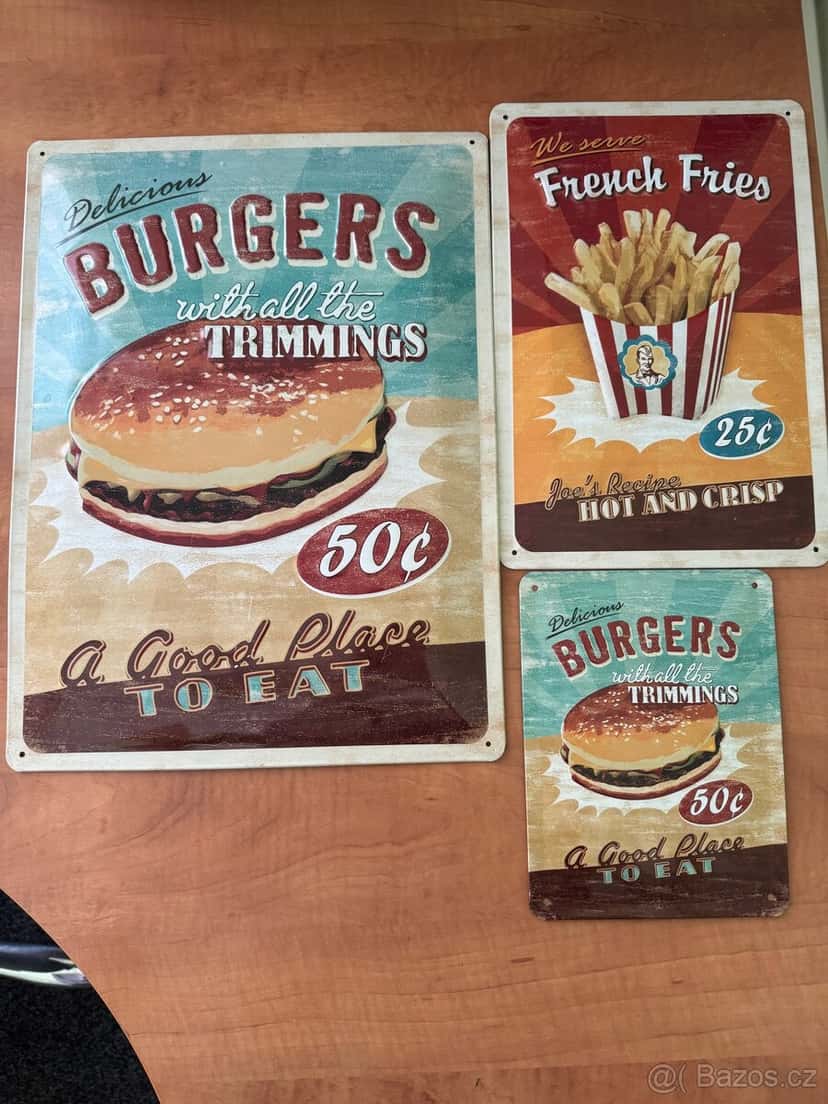 Delicious
BURGERS
with all the
TRIMMINGS
50¢
A Good Place
TO EAT
We serve
French Fries
25¢
Joe's Recipe
HOT AND CRISP
Delicious
BURGERS
with all the
TRIMMINGS
50¢
A Good Place
TO EAT
@( Bazos.cz